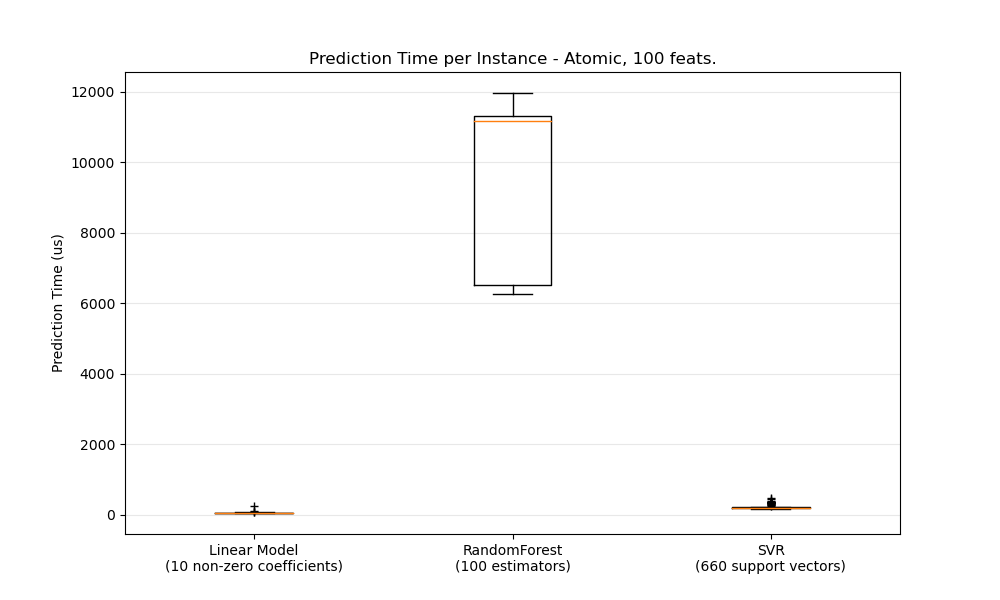 Prediction Time per Instance - Atomic, 100 feats.
Prediction Time (us)
12000
10000
8000
6000
4000
2000
0
Linear Model
(10 non-zero coefficients)
RandomForest
(100 estimators)
SVR
(660 support vectors)